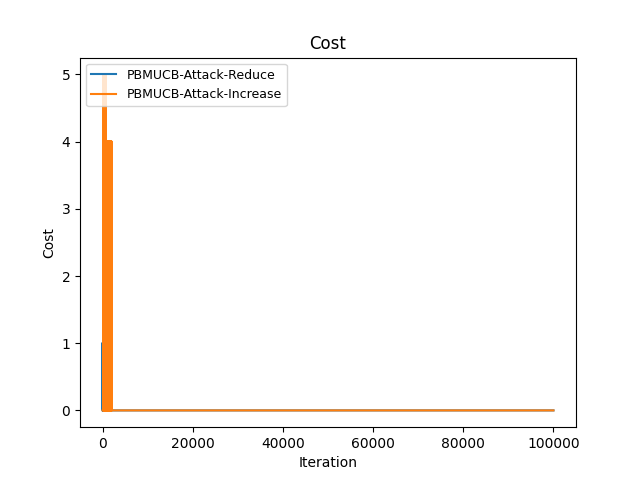 Cost
PBMUCB-Attack-Reduce
PBMUCB-Attack-Increase
5
4
3
2
1
0
Cost
0 20000 40000 60000 80000 100000
Iteration